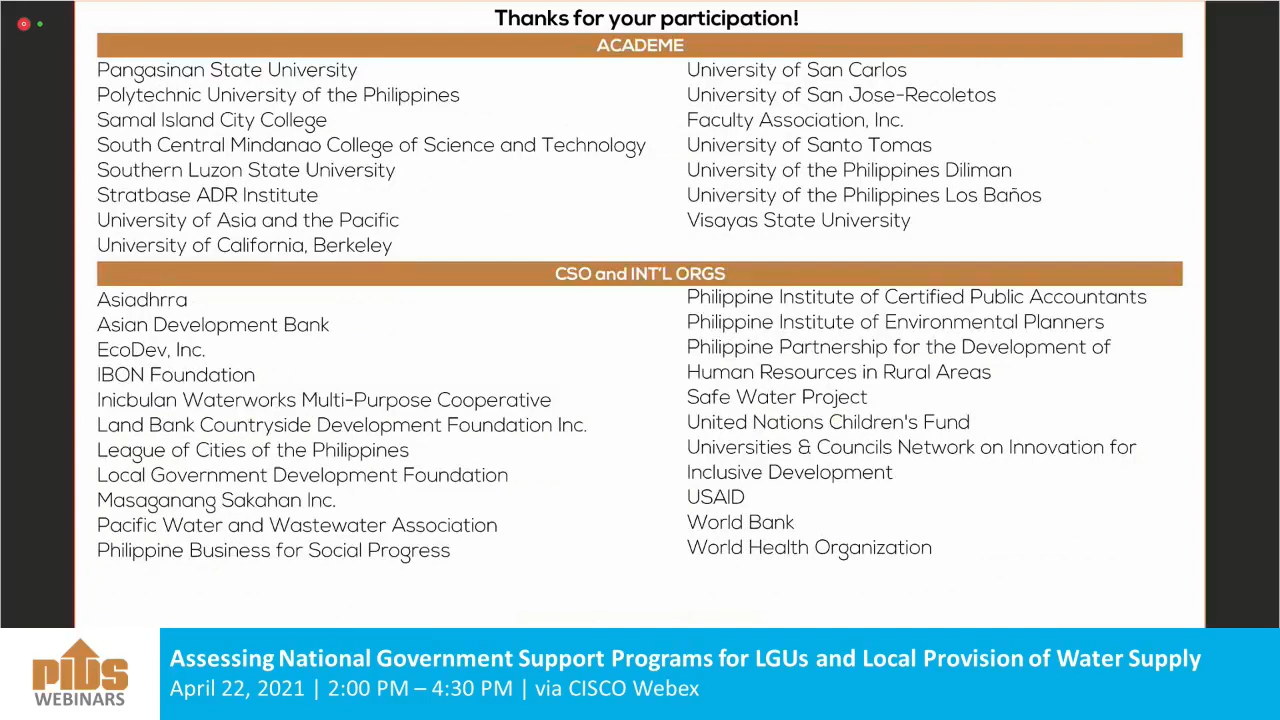 Thanks for your participation!
ACADEME
Pangasinan State University
Polytechnic University of the Philippines
Samal Island City College
South Central Mindanao College of Science and Technology
Southern Luzon State University
Stratbase ADR Institute
University of Asia and the Pacific
University of California, Berkeley
University of San Carlos
University of San Jose-Recoletos
Faculty Association, Inc.
University of Santo Tomas
University of the Philippines Diliman
University of the Philippines Los Baños
Visayas State University
CSO and INT'L ORGS
Asiadhrra
Asian Development Bank
EcoDev, Inc.
IBON Foundation
Inicbulan Waterworks Multi-Purpose Cooperative
Land Bank Countryside Development Foundation Inc.
League of Cities of the Philippines
Local Government Development Foundation
Masaganang Sakahan Inc.
Pacific Water and Wastewater Association
Philippine Business for Social Progress
Philippine Institute of Certified Public Accountants
Philippine Institute of Environmental Planners
Philippine Partnership for the Development of
Human Resources in Rural Areas
Safe Water Project
United Nations Children's Fund
Universities & Councils Network on Innovation for
Inclusive Development
USAID
World Bank
World Health Organization
PIDS
WEBINARS
Assessing National Government Support Programs for LGUs and Local Provision of Water Supply
April 22, 2021 | 2:00 PM – 4:30 PM | via CISCO Webex